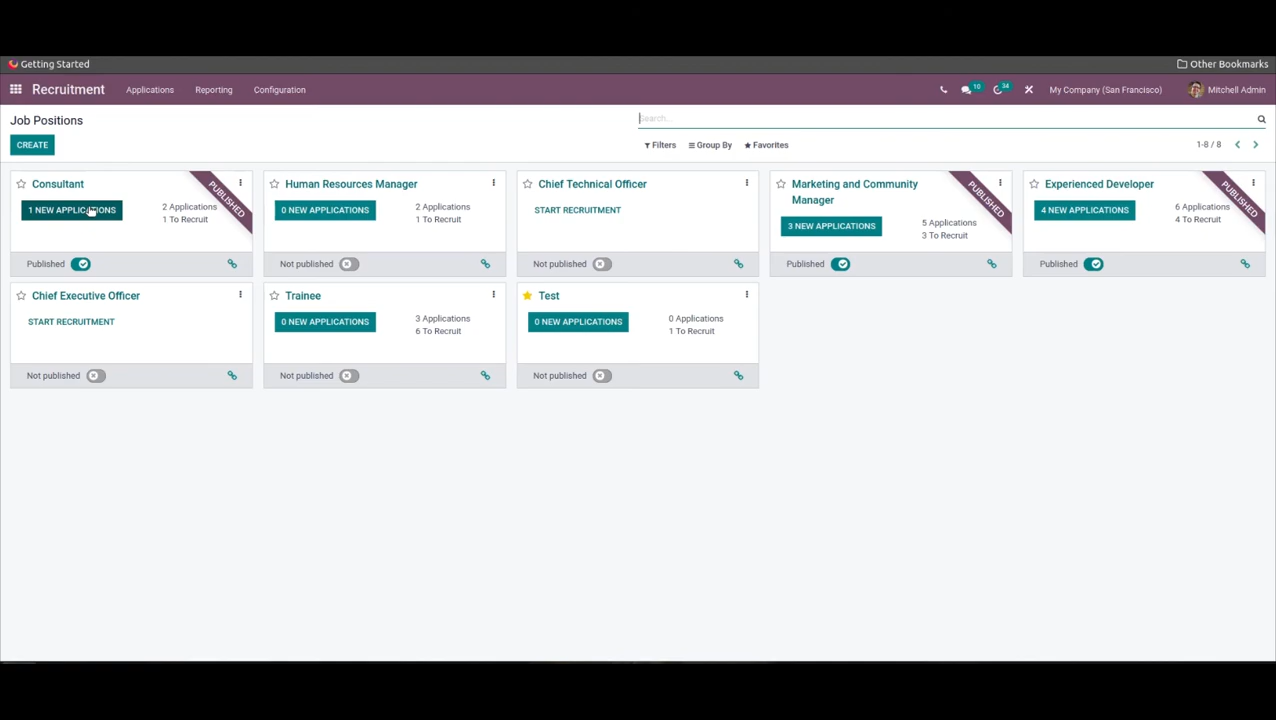 Getting Started
Other Bookmarks
Recruitment
Applications
Reporting
Configuration
10
34
My Company (San Francisco)
Mitchell Admin
Job Positions
Search...
CREATE
Filters
Group By
Favorites
1-8 / 8
Consultant
PUBLISHED
1 NEW APPLICATIONS
2 Applications
1 To Recruit
Published
Human Resources Manager
0 NEW APPLICATIONS
2 Applications
1 To Recruit
Not published
Chief Technical Officer
START RECRUITMENT
Not published
Marketing and Community
Manager
PUBLISHED
3 NEW APPLICATIONS
5 Applications
3 To Recruit
Published
Experienced Developer
PUBLISHED
4 NEW APPLICATIONS
6 Applications
4 To Recruit
Published
Chief Executive Officer
START RECRUITMENT
Not published
Trainee
0 NEW APPLICATIONS
3 Applications
6 To Recruit
Not published
Test
0 NEW APPLICATIONS
0 Applications
1 To Recruit
Not published